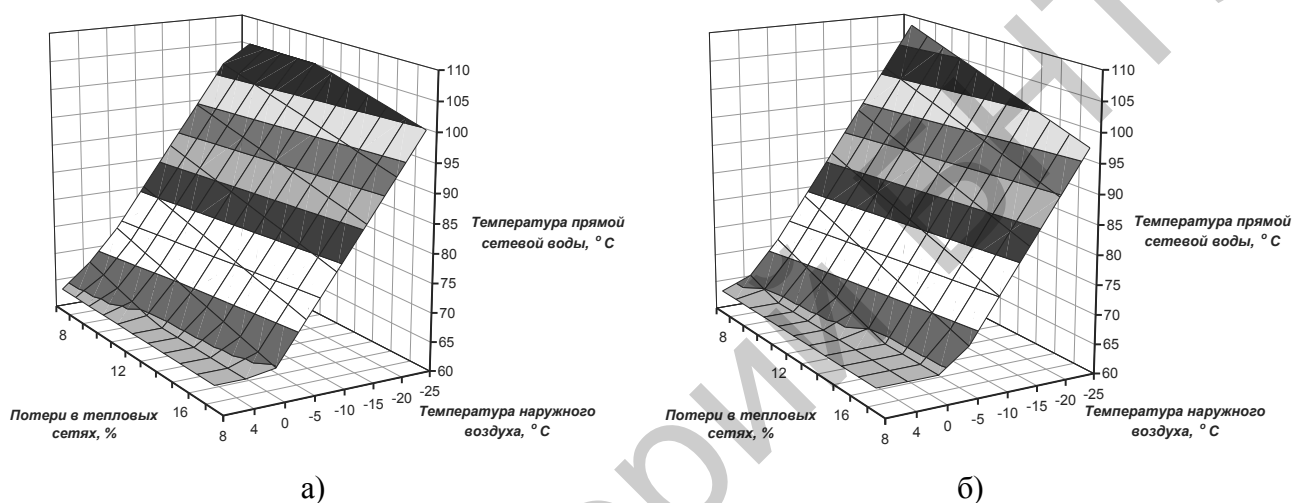 110
105
100
95
90
85
80
75
70
65
60
Температура прямой
сетевой воды, ° С
8
12
16
Потери в тепловых
сетях, %
8 4 0 -5 -10 -15 -20 -25
Температура наружного
воздуха, ° С
а)
110
105
100
95
90
85
80
75
70
65
60
Температура прямой
сетевой воды, ° С
8
12
16
Потери в тепловых
сетях, %
8 4 0 -5 -10 -15 -20 -25
Температура наружного
воздуха, ° С
б)